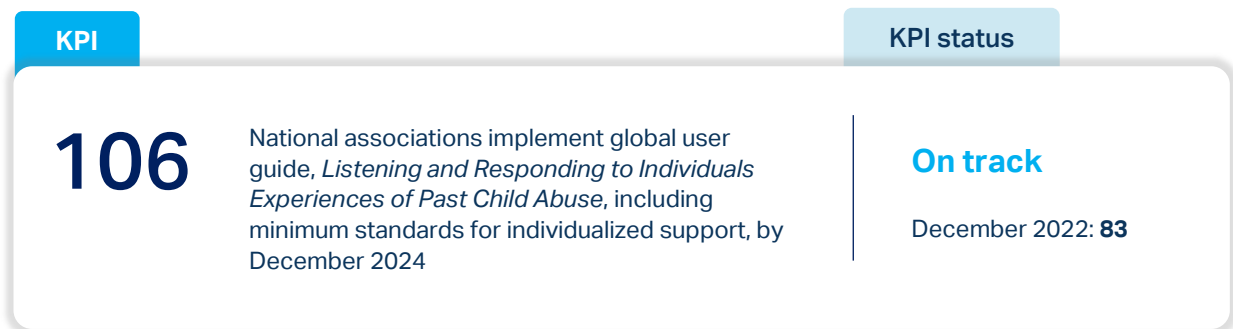 KPI
KPI status
106
National associations implement global user
guide, Listening and Responding to Individuals
Experiences of Past Child Abuse, including
minimum standards for individualized support, by
December 2024
On track
December 2022: 83